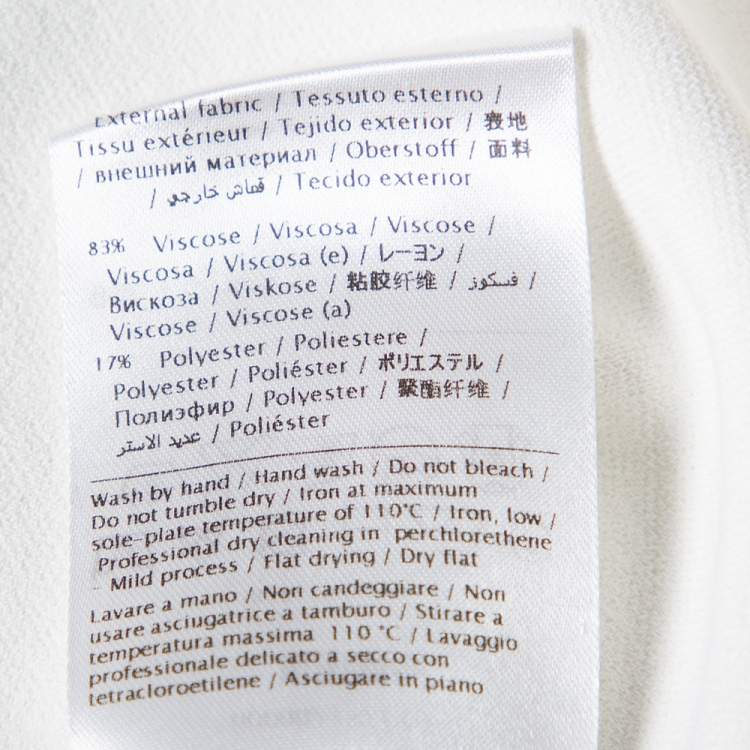 External fabric / Tessuto esterno /
Tissu extérieur / Tejido exterior / 表地
/ внешний материал / Oberstoff / 面料
/ قماش خارجي / Tecido exterior
83% Viscose / Viscosa / Viscose /
Viscosa / Viscosa (e) / レーヨン /
Вискоза / Viskose / 粘胶纤维 / فسكوز /
Viscose / Viscose (a)
17% Polyester / Poliestere /
Polyester / Poliéster / ポリエステル /
Полиэфир / Polyester / 聚酯纤维 /
عديد الاستر / Poliéster
Wash by hand / Hand wash / Do not bleach /
Do not tumble dry / Iron at maximum
sole-plate temperature of 110°C / Iron, low /
Professional dry cleaning in perchlorethene
Mild process / Flat drying / Dry flat
Lavare a mano / Non candeggiare / Non
usare asciugatrice a tamburo / Stirare a
temperatura massima 110 °C / Lavaggio
professionale delicato a secco con
tetracloroetilene / Asciugare in piano